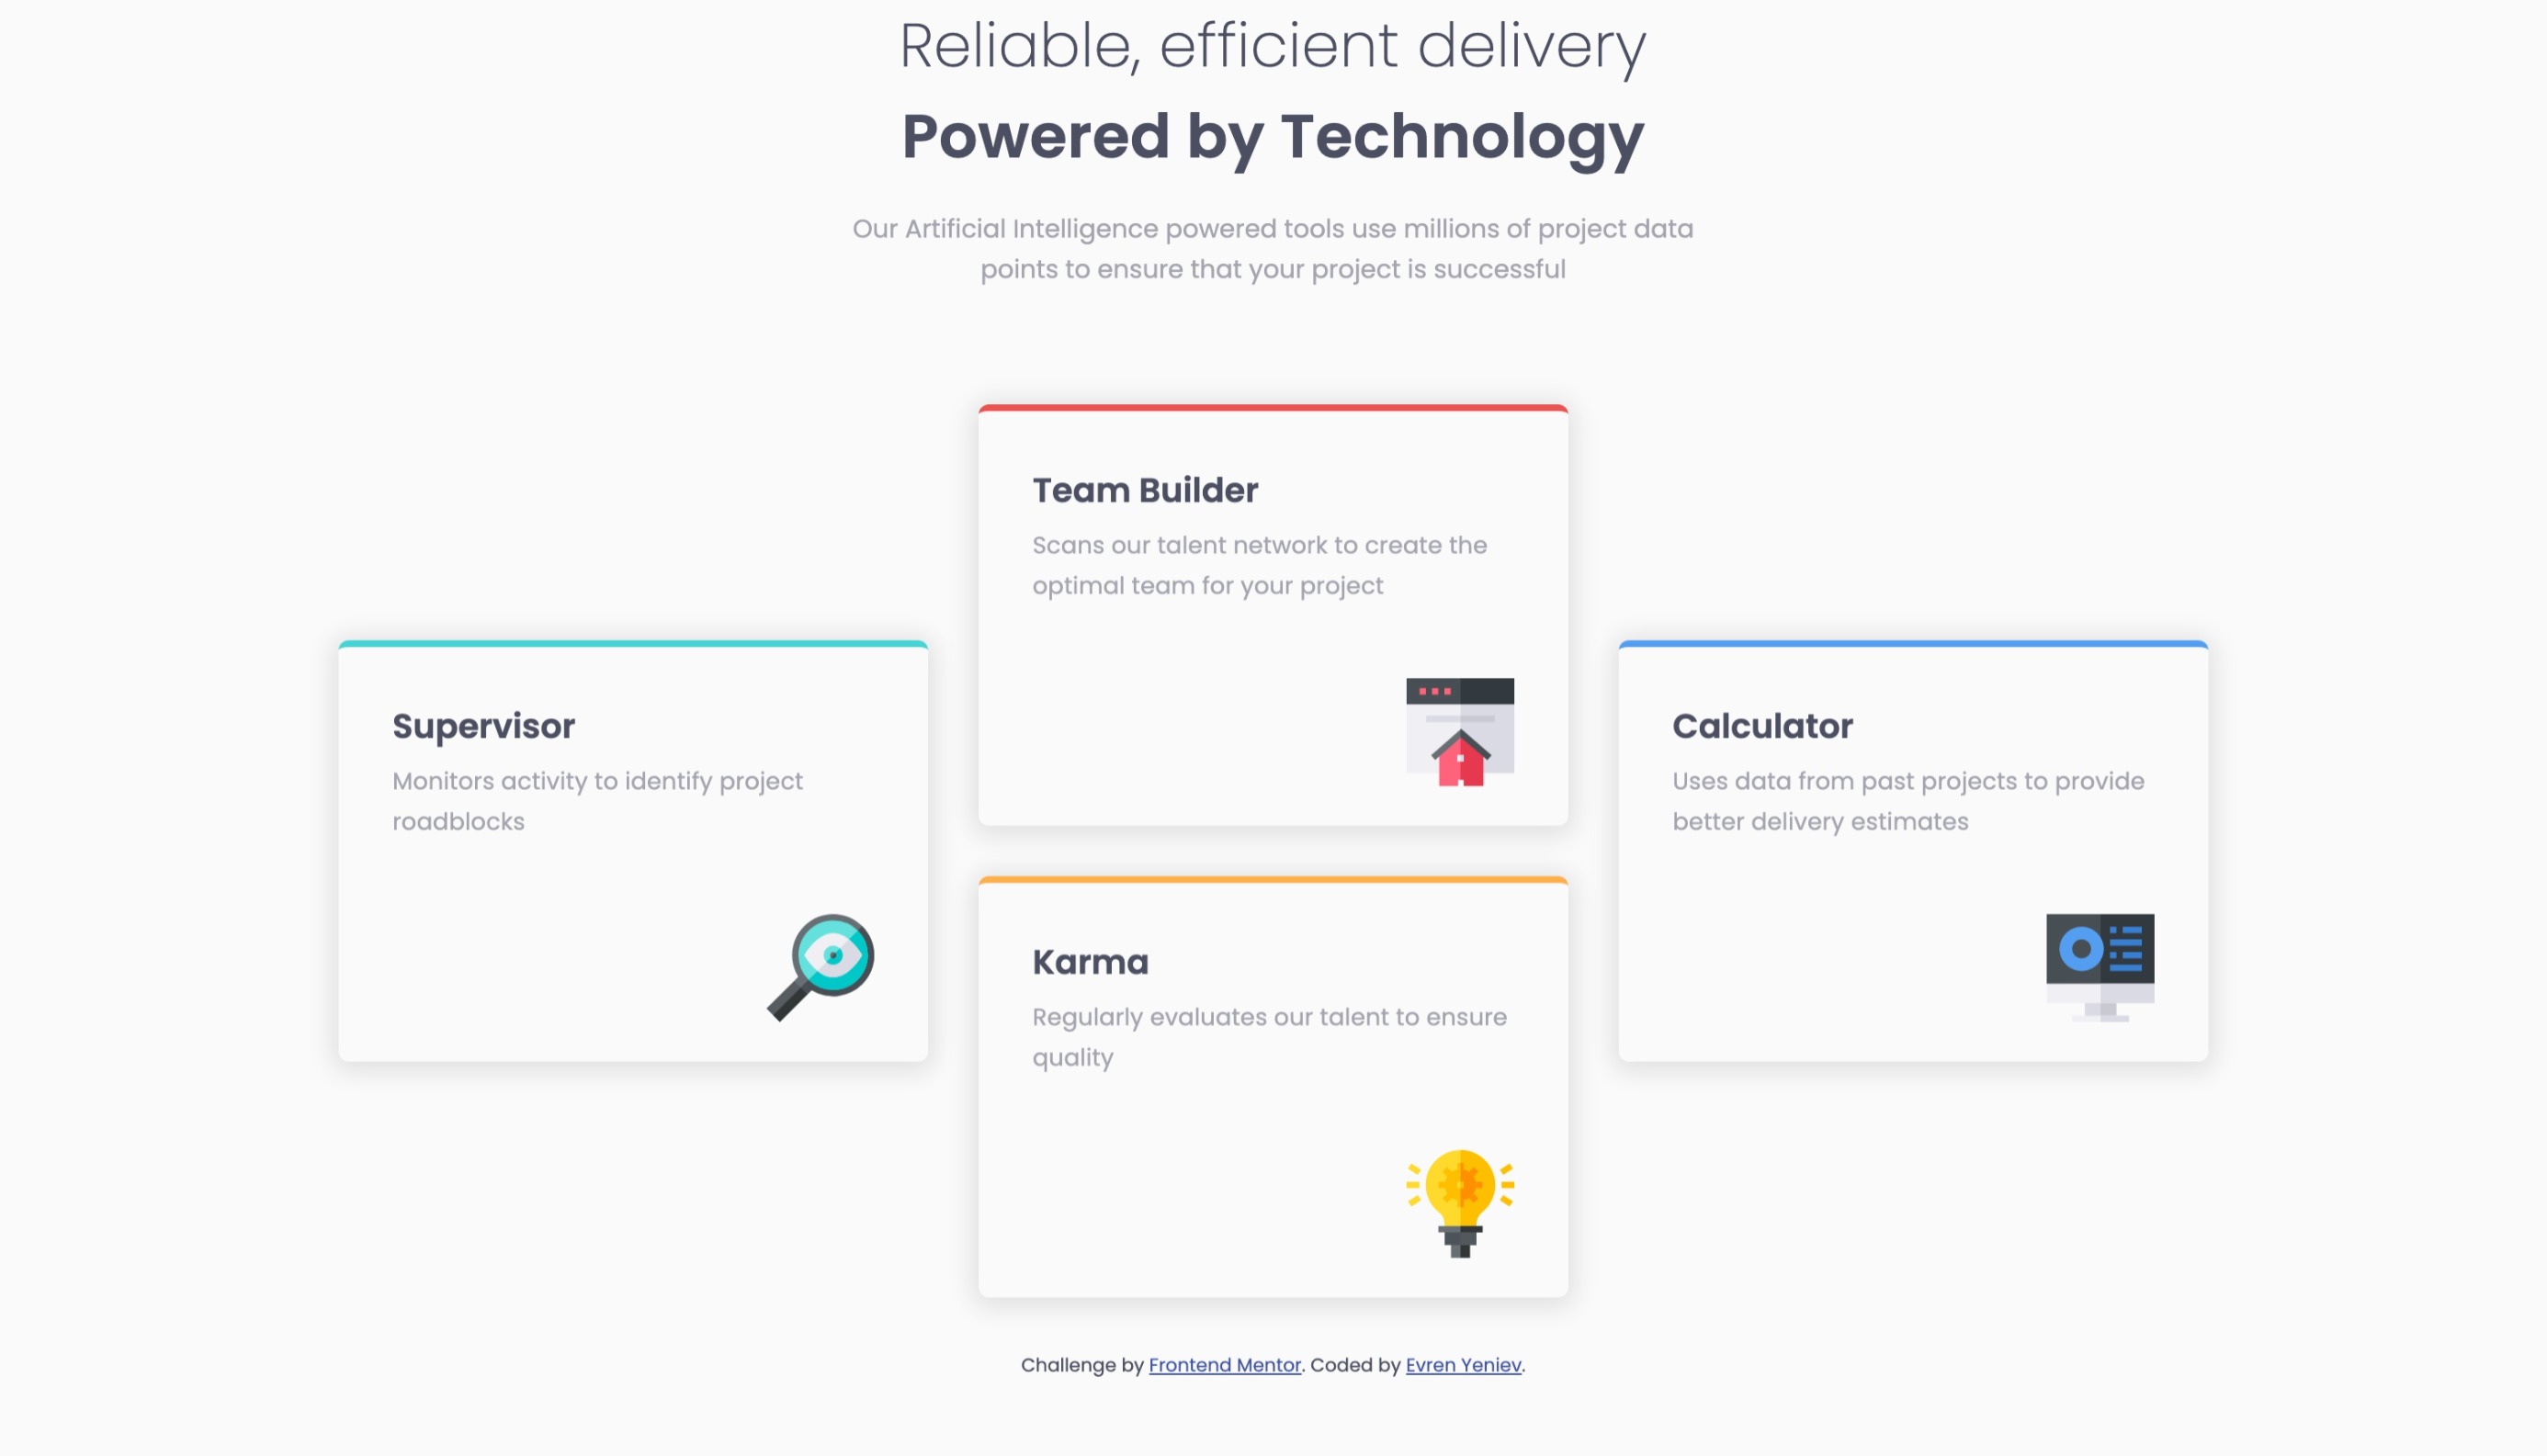 Reliable, efficient delivery
Powered by Technology
Our Artificial Intelligence powered tools use millions of project data
points to ensure that your project is successful
Team Builder
Scans our talent network to create the
optimal team for your project
Supervisor
Monitors activity to identify project
roadblocks
Calculator
Uses data from past projects to provide
better delivery estimates
Karma
Regularly evaluates our talent to ensure
quality
Challenge by Frontend Mentor. Coded by Evren Yeniev.